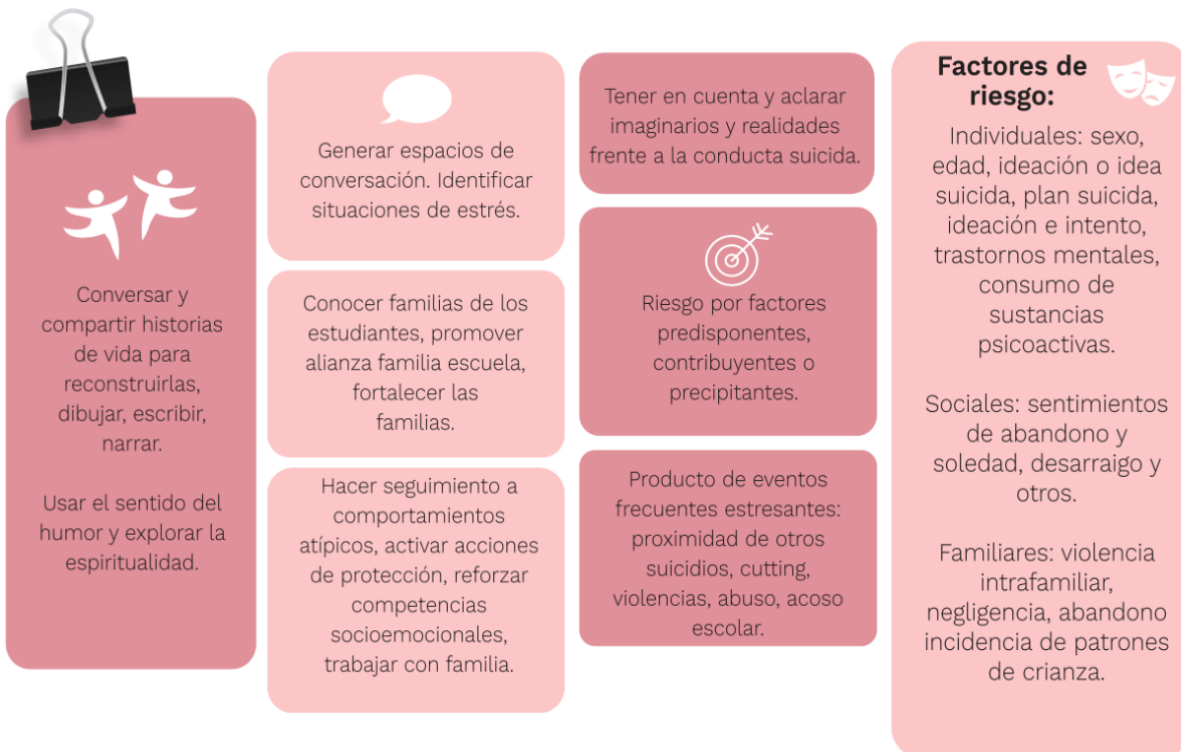 Conversar y
compartir historias
de vida para
reconstruirlas,
dibujar, escribir,
narrar.
Usar el sentido del
humor y explorar la
espiritualidad.
Generar espacios de
conversación. Identificar
situaciones de estrés.
Conocer familias de los
estudiantes, promover
alianza familia escuela,
fortalecer las
familias.
Hacer seguimiento a
comportamientos
atípicos, activar acciones
de protección, reforzar
competencias
socioemocionales,
trabajar con familia.
Tener en cuenta y aclarar
imaginarios y realidades
frente a la conducta suicida.
Riesgo por factores
predisponentes,
contribuyentes o
precipitantes.
Producto de eventos
frecuentes estresantes:
proximidad de otros
suicidios, cutting,
violencias, abuso, acoso
escolar.
Factores de
riesgo:
Individuales: sexo,
edad, ideación o idea
suicida, plan suicida,
ideación e intento,
trastornos mentales,
consumo de
sustancias
psicoactivas.
Sociales: sentimientos
de abandono y
soledad, desarraigo y
otros.
Familiares: violencia
intrafamiliar,
negligencia, abandono
incidencia de patrones
de crianza.